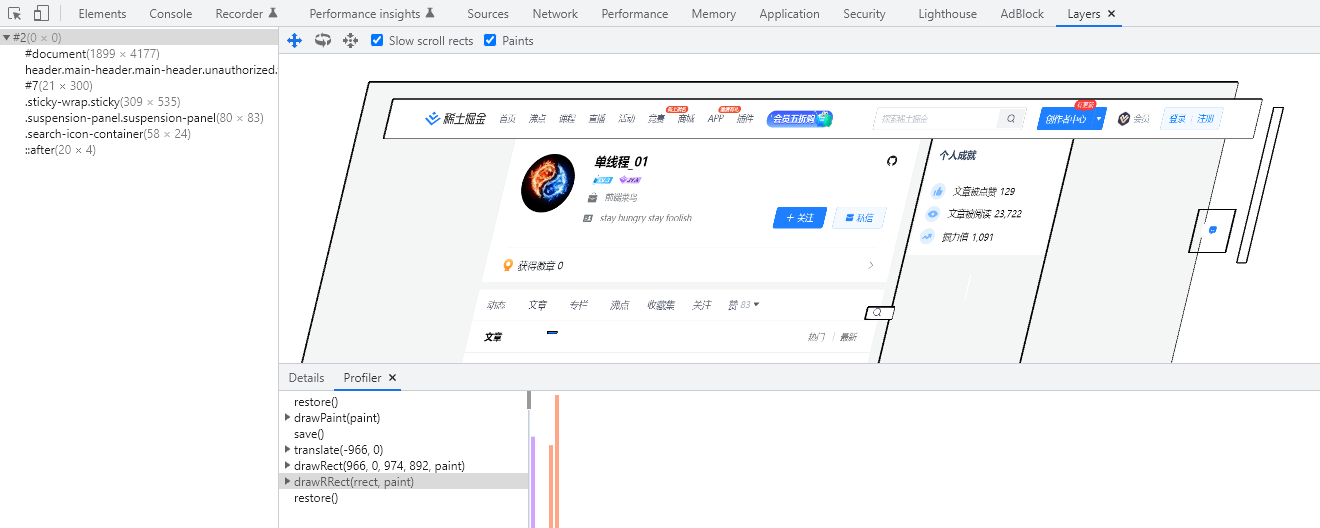 Elements Console Recorder Performance insights Sources Network Performance Memory Application Security Lighthouse AdBlock Layers ✕
#2(0 × 0)
Slow scroll rects Paints
#document(1899 × 4177)
header.main-header.main-header.unauthorized.
#7(21 × 300)
.sticky-wrap.sticky(309 × 535)
.suspension-panel.suspension-panel(80 × 83)
.search-icon-container(58 × 24)
::after(20 × 4)
稀土掘金 首页 沸点 课程 直播 活动 竞赛 商城 APP 插件 会员五折购 探索稀土掘金 创作者中心 会员 登录 注册
单线程_01
前端菜鸟
stay hungry stay foolish
+ 关注 私信
获得徽章 0
个人成就
文章被点赞 129
文章被阅读 23,722
掘力值 1,091
动态 文章 专栏 沸点 收藏集 关注 赞 83
文章 热门 最新
Details Profiler ✕
restore()
drawPaint(paint)
save()
translate(-966, 0)
drawRect(966, 0, 974, 892, paint)
drawRRect(rrect, paint)
restore()